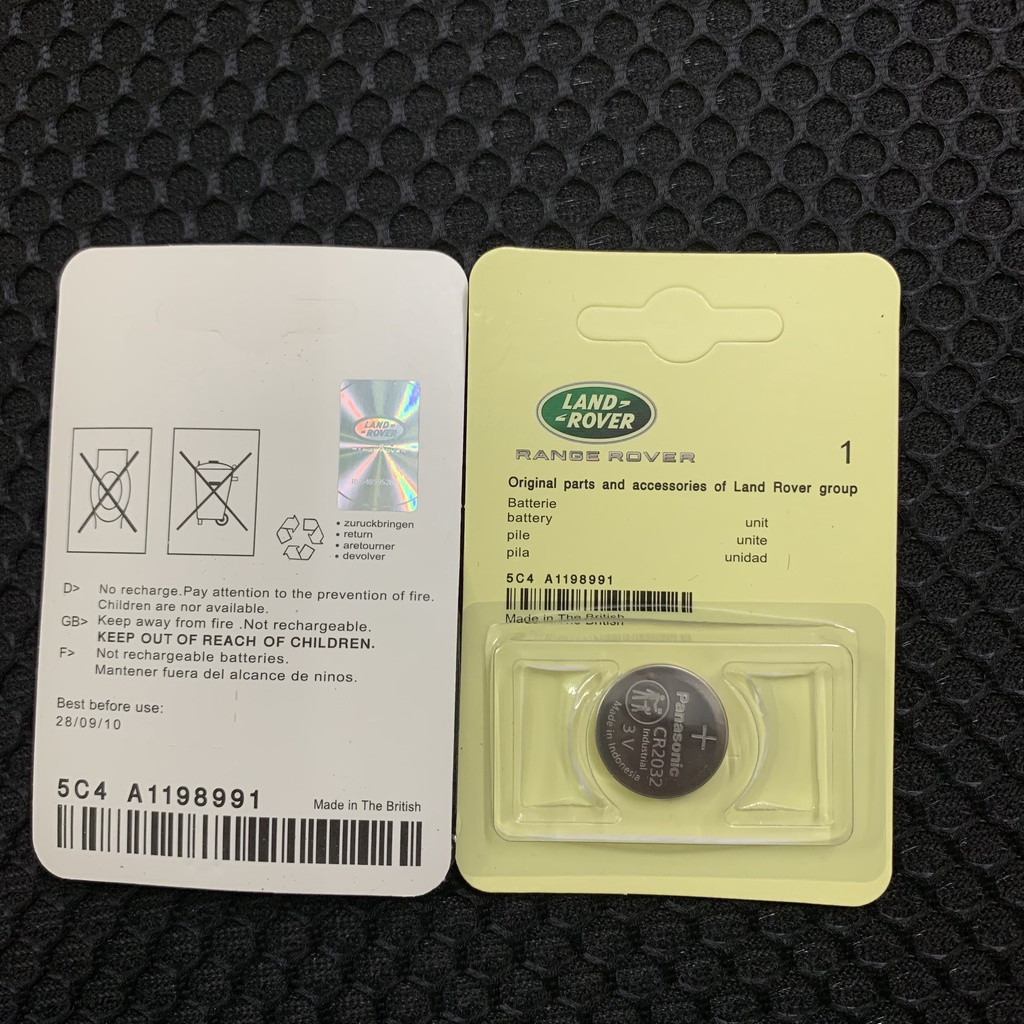 LAND-
-ROVER
• zuruckbringen
• return
• aretourner
• devolver
D> No recharge.Pay attention to the prevention of fire.
Children are nor available.
GB> Keep away from fire .Not rechargeable.
KEEP OUT OF REACH OF CHILDREN.
F> Not rechargeable batteries.
Mantener fuera del alcance de ninos.
Best before use:
28/09/10
5C4 A1198991
Made in The British
LAND-
-ROVER
RANGE ROVER
1
Original parts and accessories of Land Rover group
Batterie
battery unit
pile unite
pila unidad
5C4 A1198991
Made in The British
Panasonic
CR2032
Industrial
3 V
Made in Indonesia
+